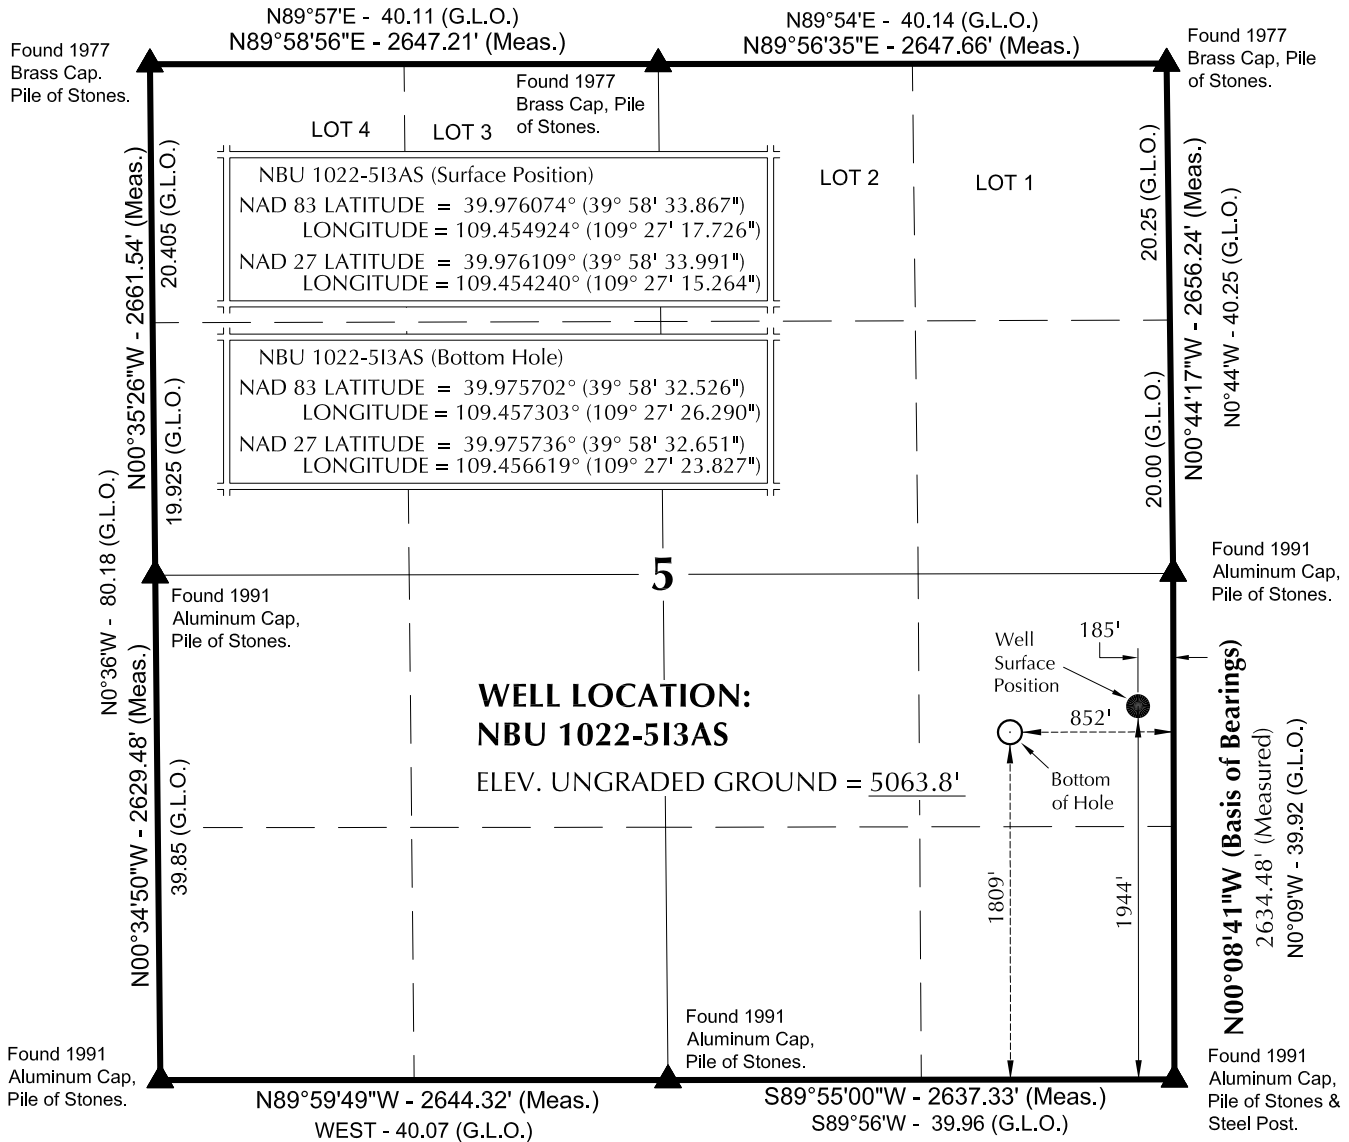 N89°57'E - 40.11 (G.L.O.)
N89°58'56"E - 2647.21' (Meas.)
N89°54'E - 40.14 (G.L.O.)
N89°56'35"E - 2647.66' (Meas.)
Found 1977
Brass Cap.
Pile of Stones.
Found 1977
Brass Cap, Pile
of Stones.
Found 1977
Brass Cap, Pile
of Stones.
LOT 4
LOT 3
LOT 2
LOT 1
NBU 1022-5I3AS (Surface Position)
NAD 83 LATITUDE = 39.976074° (39° 58' 33.867")
LONGITUDE = 109.454924° (109° 27' 17.726")
NAD 27 LATITUDE = 39.976109° (39° 58' 33.991")
LONGITUDE = 109.454240° (109° 27' 15.264")
NBU 1022-5I3AS (Bottom Hole)
NAD 83 LATITUDE = 39.975702° (39° 58' 32.526")
LONGITUDE = 109.457303° (109° 27' 26.290")
NAD 27 LATITUDE = 39.975736° (39° 58' 32.651")
LONGITUDE = 109.456619° (109° 27' 23.827")
N00°35'26"W - 2661.54' (Meas.)
20.405 (G.L.O.)
19.925 (G.L.O.)
N0°36'W - 80.18 (G.L.O.)
20.25 (G.L.O.)
20.00 (G.L.O.)
N00°44'17"W - 2656.24' (Meas.)
N0°44'W - 40.25 (G.L.O.)
Found 1991
Aluminum Cap,
Pile of Stones.
5
Found 1991
Aluminum Cap,
Pile of Stones.
WELL LOCATION:
NBU 1022-5I3AS
ELEV. UNGRADED GROUND = 5063.8'
Well
Surface
Position
185'
852'
Bottom
of Hole
1809'
1944'
N00°34'50"W - 2629.48' (Meas.)
39.85 (G.L.O.)
N00°08'41"W (Basis of Bearings)
2634.48' (Measured)
N0°09'W - 39.92 (G.L.O.)
Found 1991
Aluminum Cap,
Pile of Stones.
Found 1991
Aluminum Cap,
Pile of Stones.
Found 1991
Aluminum Cap,
Pile of Stones &
Steel Post.
N89°59'49"W - 2644.32' (Meas.)
WEST - 40.07 (G.L.O.)
S89°55'00"W - 2637.33' (Meas.)
S89°56'W - 39.96 (G.L.O.)